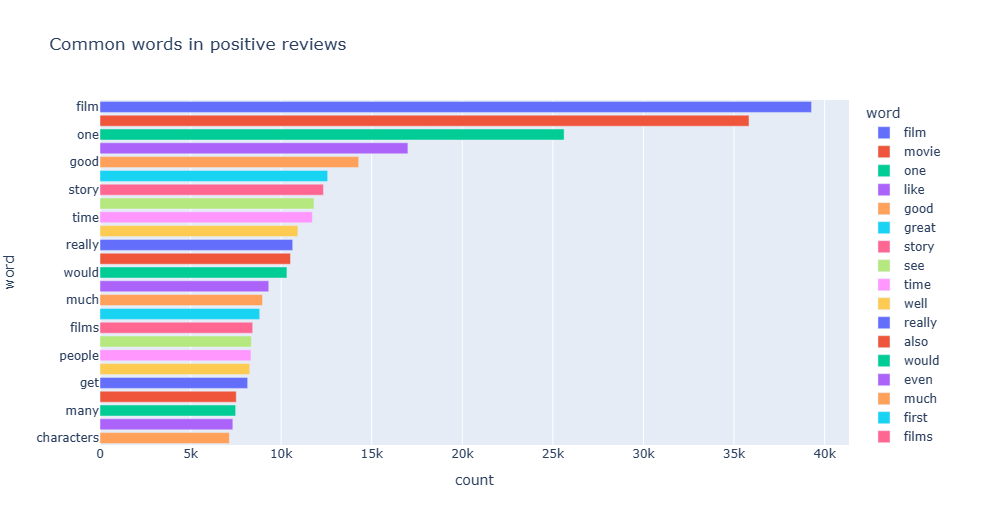 Common words in positive reviews
word
film
one
good
story
time
really
would
much
films
people
get
many
characters
0 5k 10k 15k 20k 25k 30k 35k 40k
count
word
film
movie
one
like
good
great
story
see
time
well
really
also
would
even
much
first
films